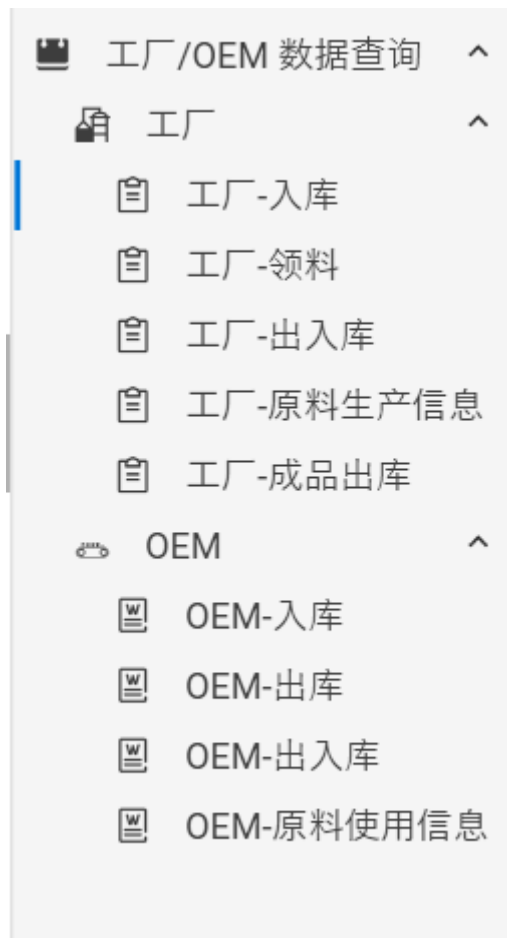 工厂/OEM 数据查询
工厂
工厂-入库
工厂-领料
工厂-出入库
工厂-原料生产信息
工厂-成品出库
OEM
OEM-入库
OEM-出库
OEM-出入库
OEM-原料使用信息